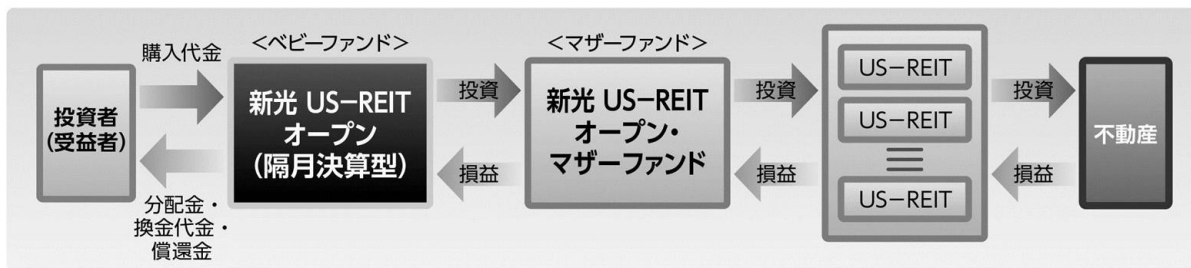 購入代金
投資者
(受益者)
分配金・
換金代金・
償還金
<ベビーファンド>
新光 US-REIT
オープン
(隔月決算型)
投資
損益
<マザーファンド>
新光 US-REIT
オープン・
マザーファンド
投資
損益
US-REIT
US-REIT
US-REIT
投資
損益
不動産